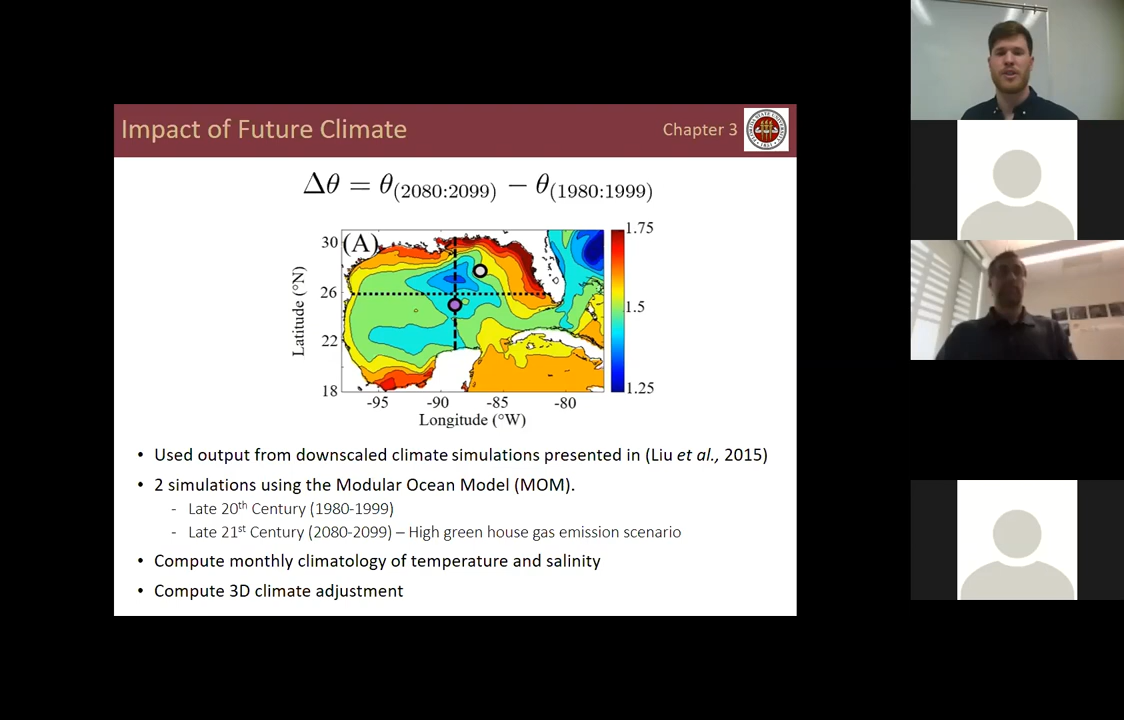 Impact of Future Climate
Chapter 3
Δθ = θ(2080:2099) − θ(1980:1999)
(A)
30
26
22
18
Latitude (°N)
-95
-90
-85
-80
Longitude (°W)
1.75
1.5
1.25
• Used output from downscaled climate simulations presented in (Liu et al., 2015)
• 2 simulations using the Modular Ocean Model (MOM).
- Late 20th Century (1980-1999)
- Late 21st Century (2080-2099) – High green house gas emission scenario
• Compute monthly climatology of temperature and salinity
• Compute 3D climate adjustment